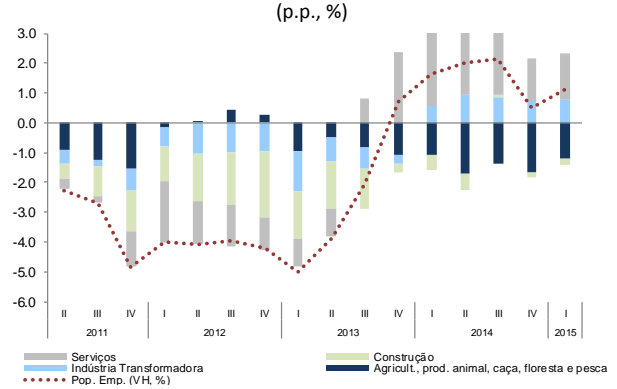 (p.p., %)
3.0
2.0
1.0
0.0
-1.0
-2.0
-3.0
-4.0
-5.0
-6.0
II III IV I II III IV I II III IV I II III IV I
2011 2012 2013 2014 2015
Serviços Construção
Indústria Transformadora Agricult., prod. animal, caça, floresta e pesca
Pop. Emp. (VH, %)